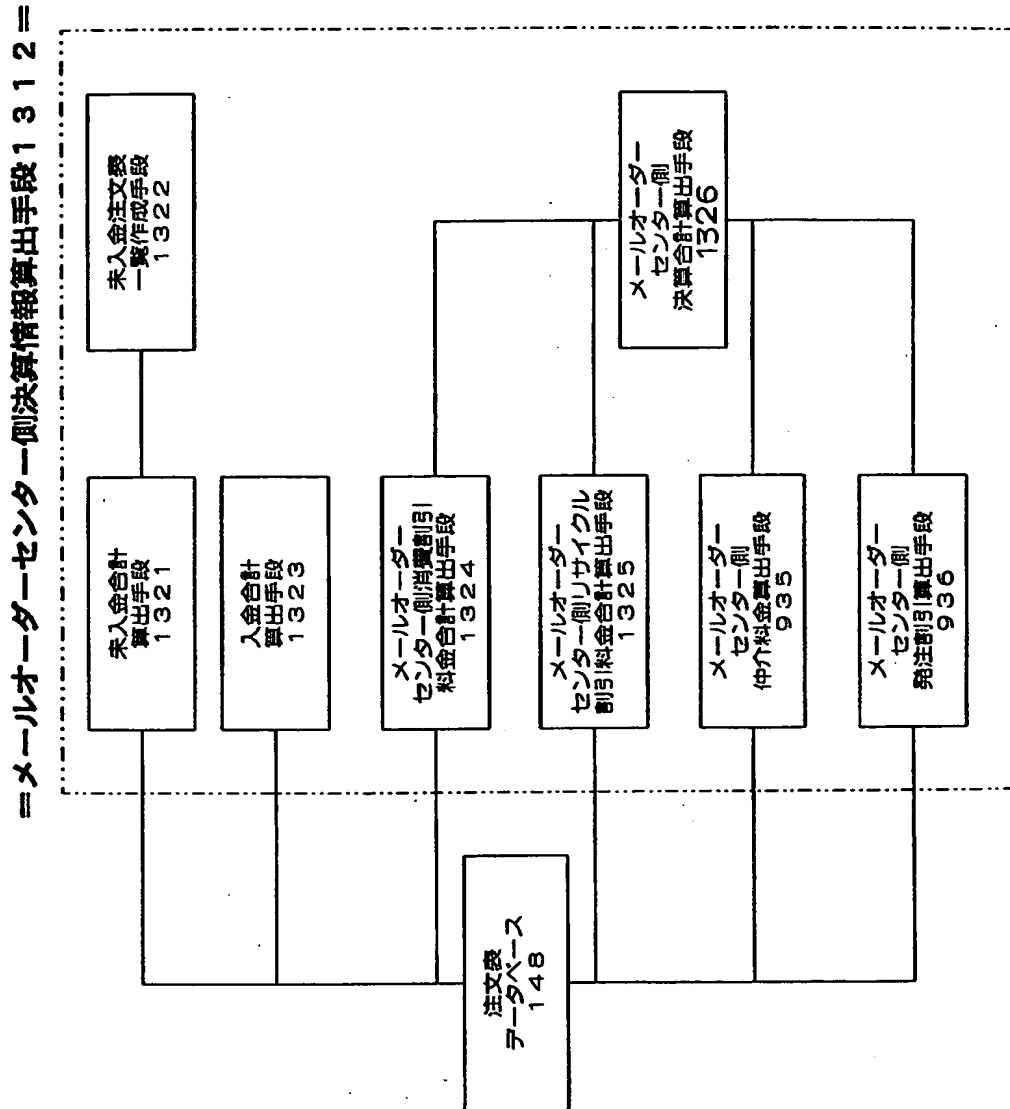 =メールオーダーセンター側決算情報算出手段1312=
未入金合計
算出手段
1321
未入金注文表
一覧作成手段
1322
入金合計
算出手段
1323
メールオーダー
センター側消費割引
料金合計算出手段
1324
メールオーダー
センター側リサイクル
割引料金合計算出手段
1325
メールオーダー
センター側
決算合計算出手段
1326
メールオーダー
センター側
仲介料金算出手段
935
メールオーダー
センター側
発注割引算出手段
936
注文表
データベース
148